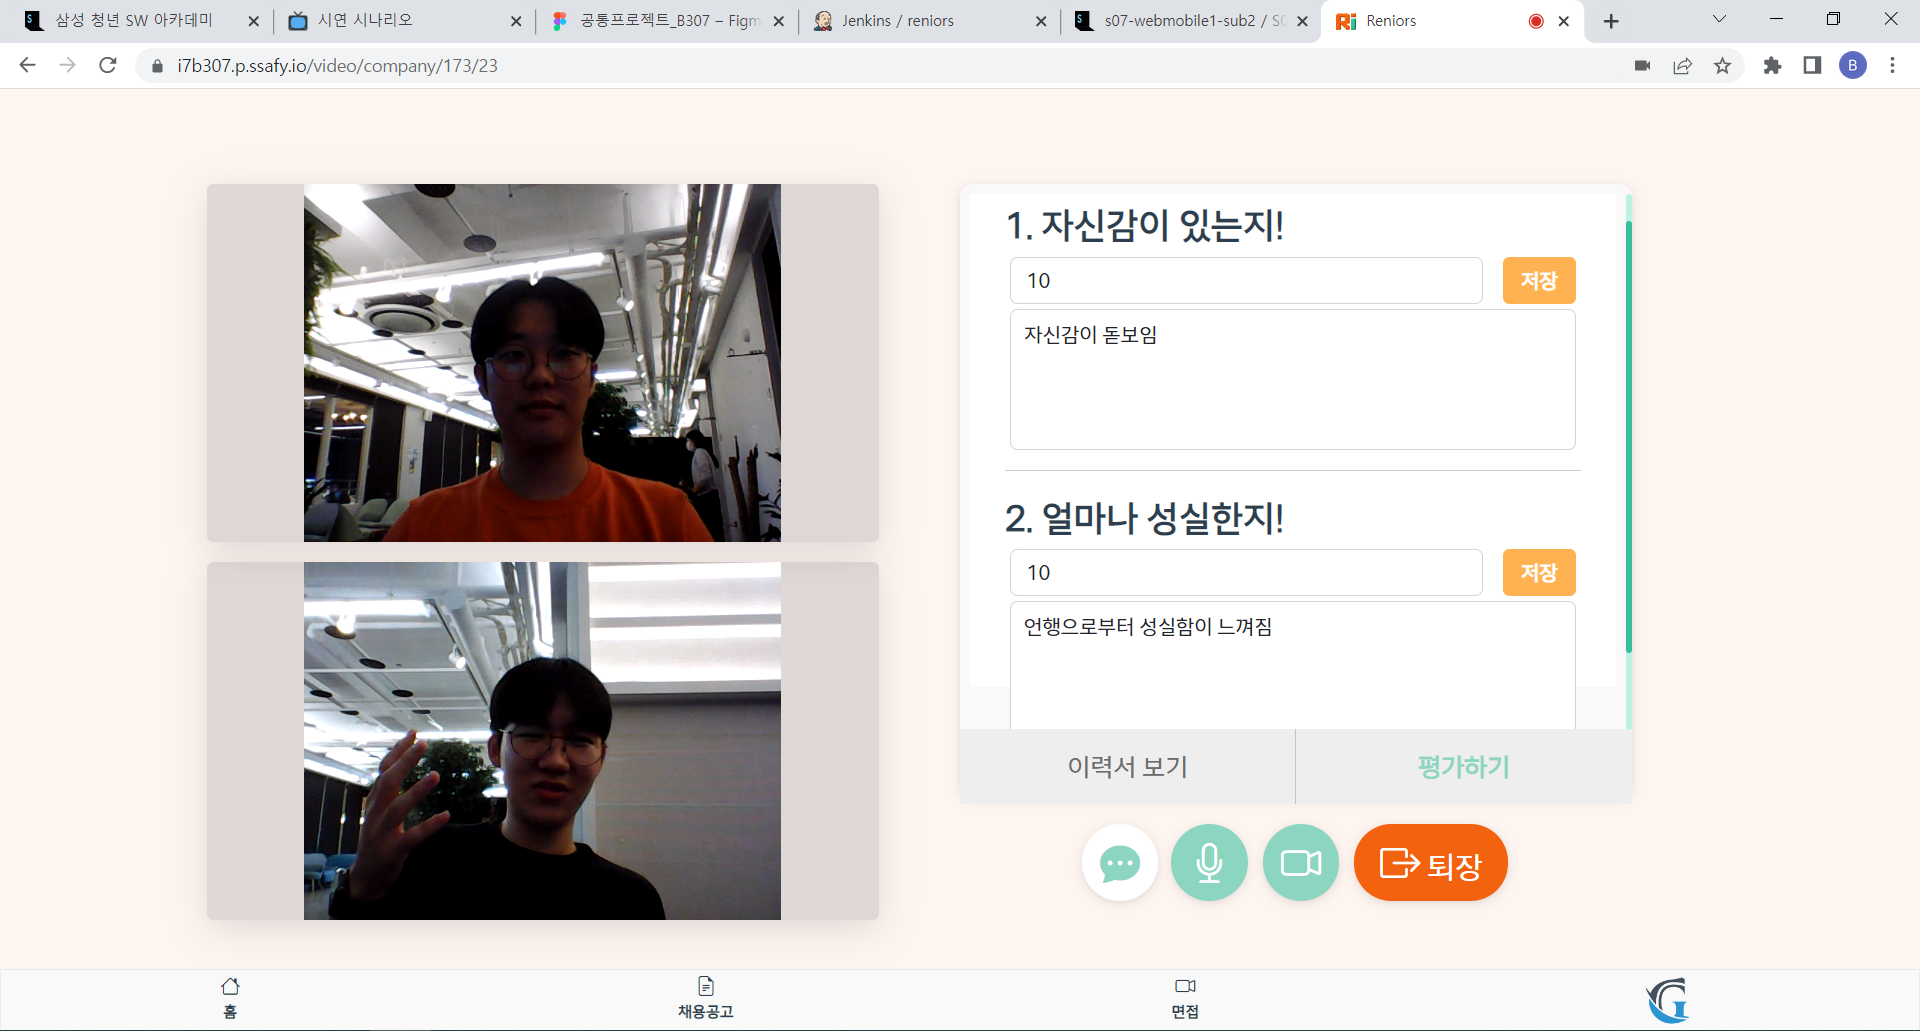 삼성 청년 SW 아카데미
시연 시나리오
공통프로젝트_B307 – Figm
Jenkins / reniors
s07-webmobile1-sub2 / S0
Reniors
i7b307.p.ssafy.io/video/company/173/23
B
1. 자신감이 있는지!
10
저장
자신감이 돋보임
2. 얼마나 성실한지!
10
저장
언행으로부터 성실함이 느껴짐
이력서 보기
평가하기
퇴장
홈
채용공고
면접